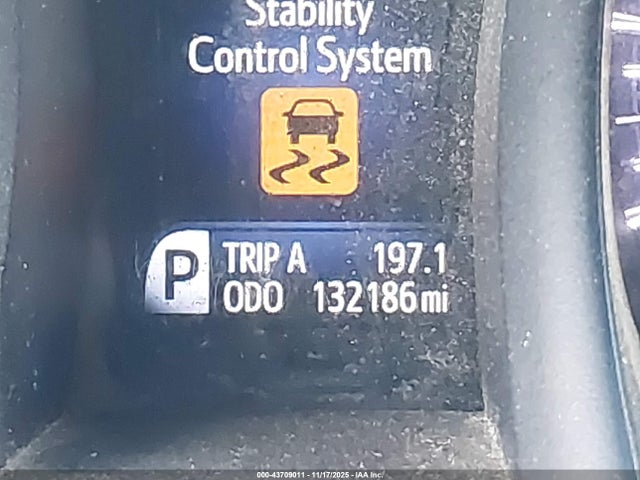 Stability
Control System
P TRIP A 197.1
ODO 132186 mi
000-43709011 - 11/17/2025 - IAA Inc.